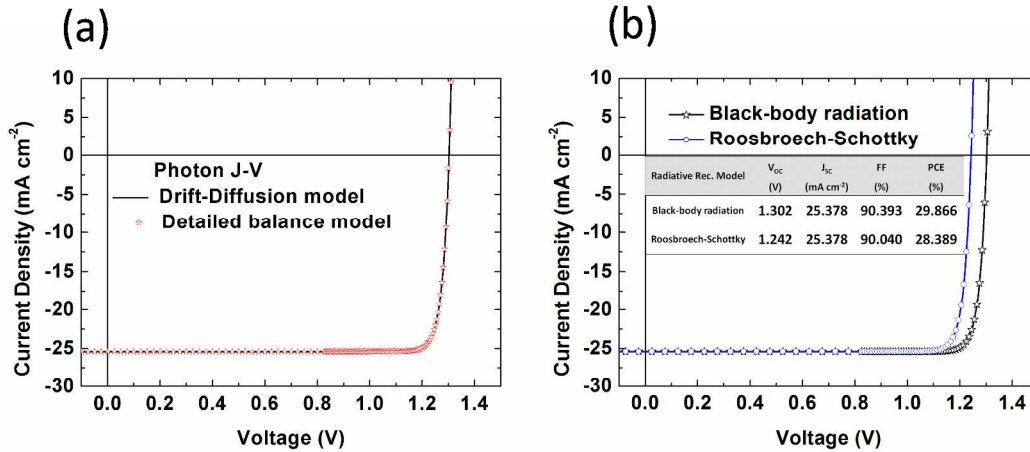 (a)
10
5
0
-5
-10
-15
-20
-25
-30
Current Density (mA cm-2)
Photon J-V
Drift-Diffusion model
Detailed balance model
0.0 0.2 0.4 0.6 0.8 1.0 1.2 1.4
Voltage (V)
(b)
10
5
0
-5
-10
-15
-20
-25
-30
Current Density (mA cm-2)
Black-body radiation
Roosbroech-Schottky
Radiative Rec. Model VOC (V) JSC (mA cm-2) FF (%) PCE (%)
Black-body radiation 1.302 25.378 90.393 29.866
Roosbroech-Schottky 1.242 25.378 90.040 28.389
0.0 0.2 0.4 0.6 0.8 1.0 1.2 1.4
Voltage (V)